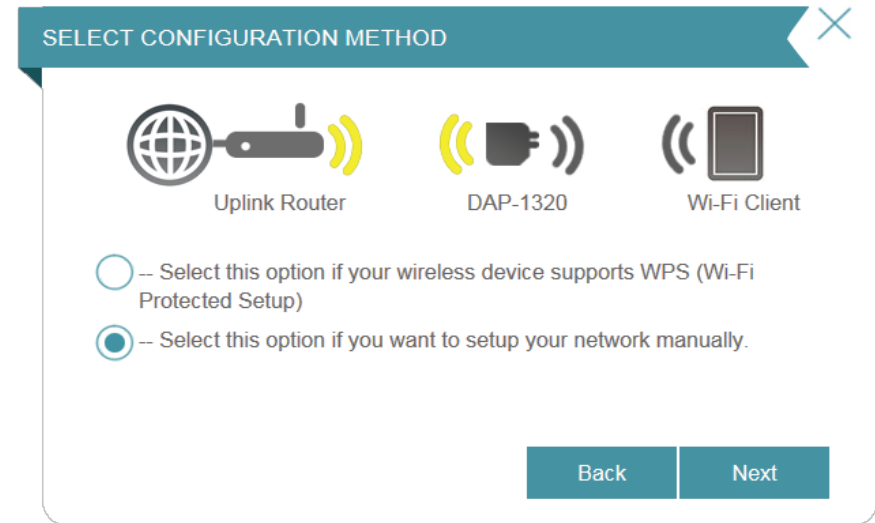 SELECT CONFIGURATION METHOD
Uplink Router DAP-1320 Wi-Fi Client
-- Select this option if your wireless device supports WPS (Wi-Fi
Protected Setup)
-- Select this option if you want to setup your network manually.
Back Next